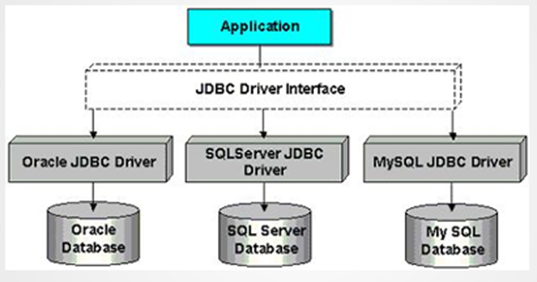 Application
JDBC Driver Interface
Oracle JDBC Driver
SQLServer JDBC
Driver
MySQL JDBC Driver
Oracle
Database
SQL Server
Database
My SQL
Database